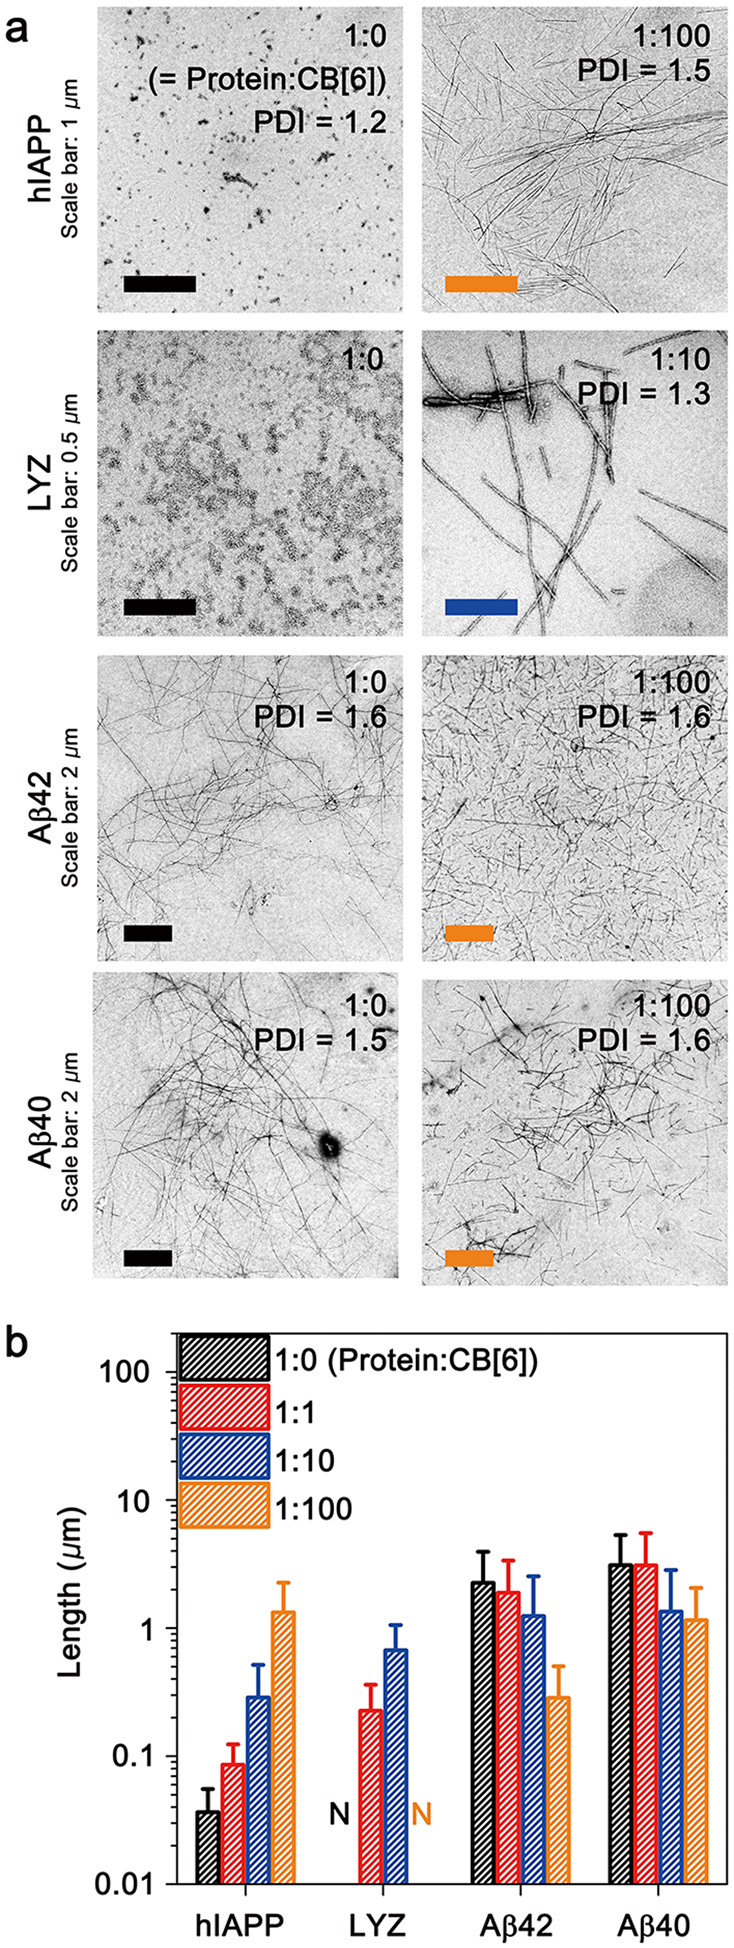 a
hIAPP
Scale bar: 1 μm
1:0
(= Protein:CB[6])
PDI = 1.2
1:100
PDI = 1.5
LYZ
Scale bar: 0.5 μm
1:0
1:10
PDI = 1.3
Aβ42
Scale bar: 2 μm
1:0
PDI = 1.6
1:100
PDI = 1.6
Aβ40
Scale bar: 2 μm
1:0
PDI = 1.5
1:100
PDI = 1.6
b
1:0 (Protein:CB[6])
1:1
1:10
1:100
Length (μm)
100
10
1
0.1
0.01
N
N
hIAPP
LYZ
Aβ42
Aβ40